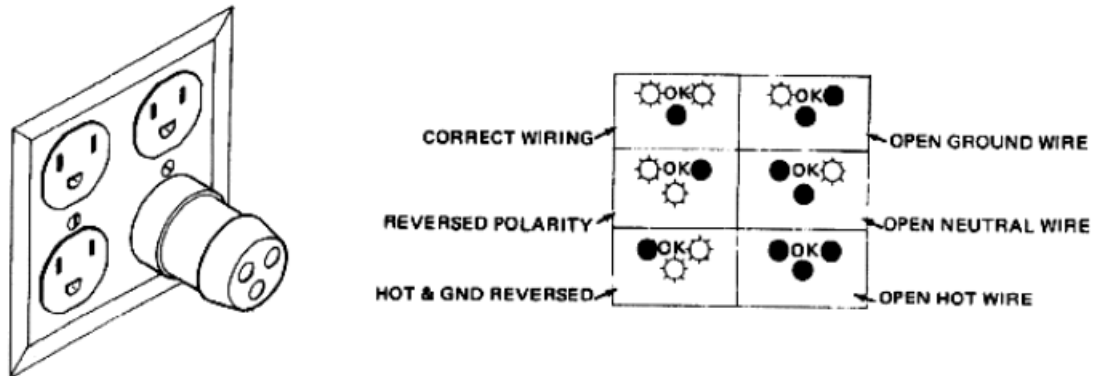 OK OK
CORRECT WIRING
OPEN GROUND WIRE
OK OK
REVERSED POLARITY
OPEN NEUTRAL WIRE
OK OK
HOT & GND REVERSED
OPEN HOT WIRE